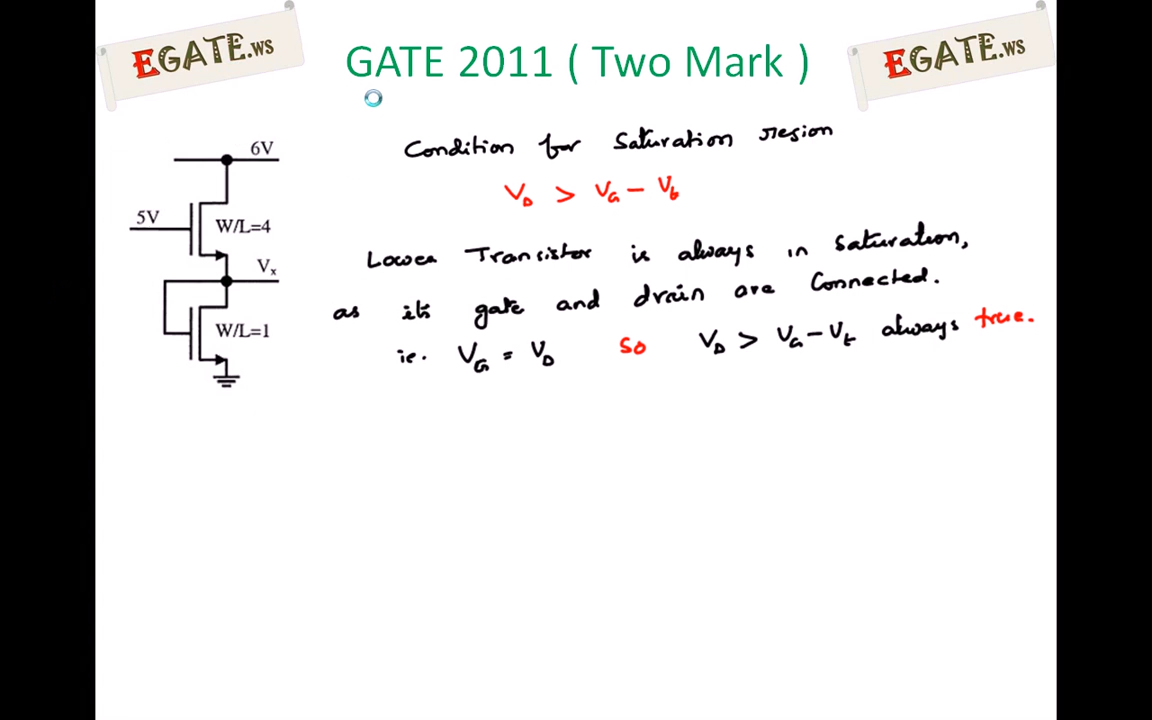 EGATE.ws
GATE 2011 ( Two Mark )
EGATE.ws
6V
5V
W/L=4
Vx
W/L=1
Condition for Saturation region
VD > VG - Vt
Lower Transistor is always in saturation,
as its gate and drain are connected.
ie. VG = VD so VD > VG - Vt always true.